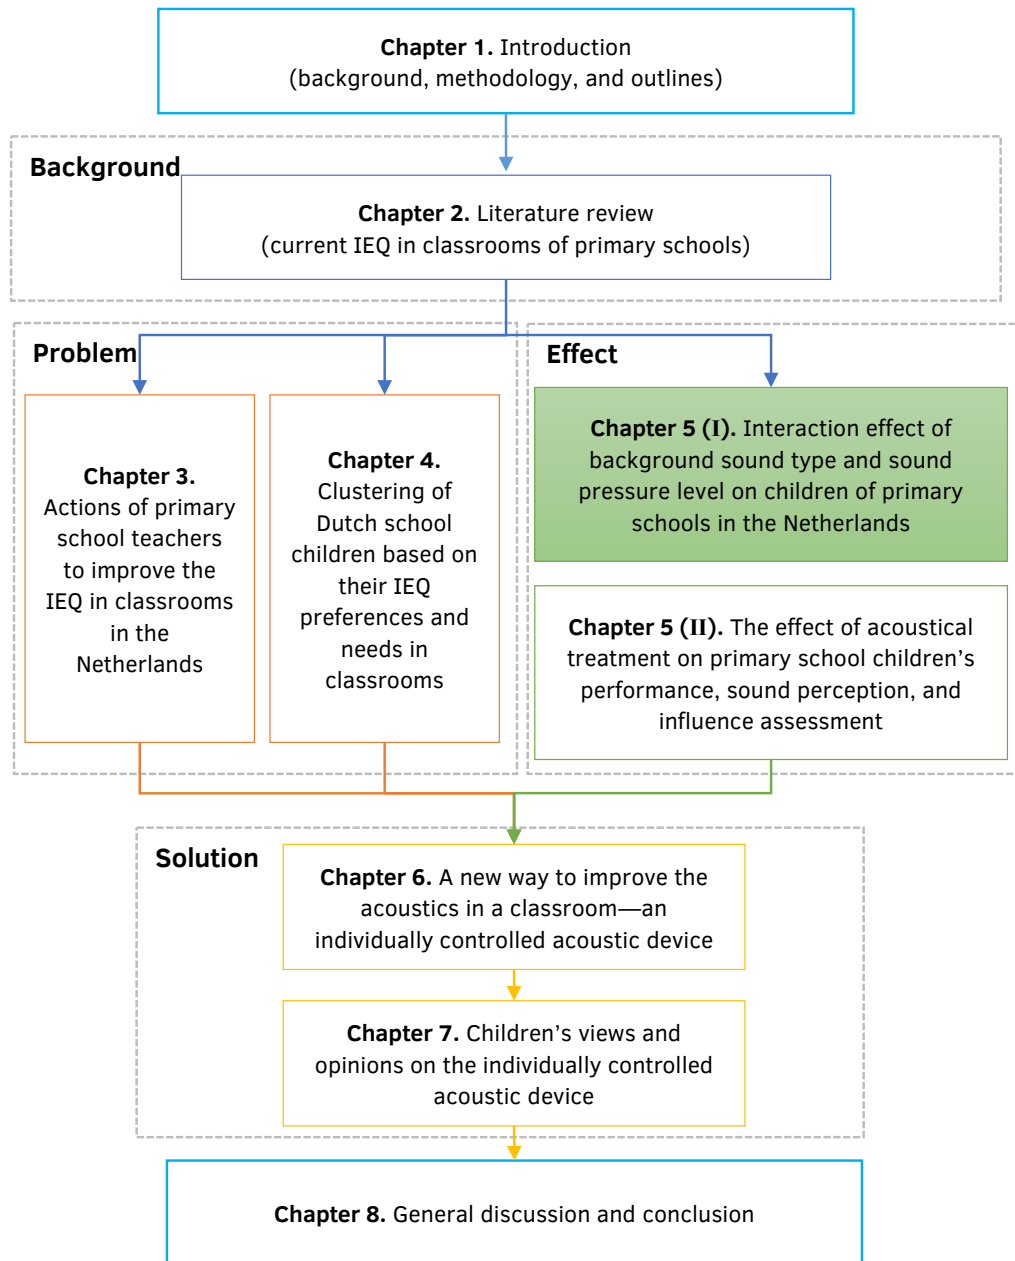 Chapter 1. Introduction
(background, methodology, and outlines)
Background
Chapter 2. Literature review
(current IEQ in classrooms of primary schools)
Problem
Chapter 3.
Actions of primary
school teachers
to improve the
IEQ in classrooms
in the
Netherlands
Chapter 4.
Clustering of
Dutch school
children based on
their IEQ
preferences and
needs in
classrooms
Effect
Chapter 5 (I). Interaction effect of
background sound type and sound
pressure level on children of primary
schools in the Netherlands
Chapter 5 (II). The effect of acoustical
treatment on primary school children’s
performance, sound perception, and
influence assessment
Solution
Chapter 6. A new way to improve the
acoustics in a classroom—an
individually controlled acoustic device
Chapter 7. Children’s views and
opinions on the individually controlled
acoustic device
Chapter 8. General discussion and conclusion